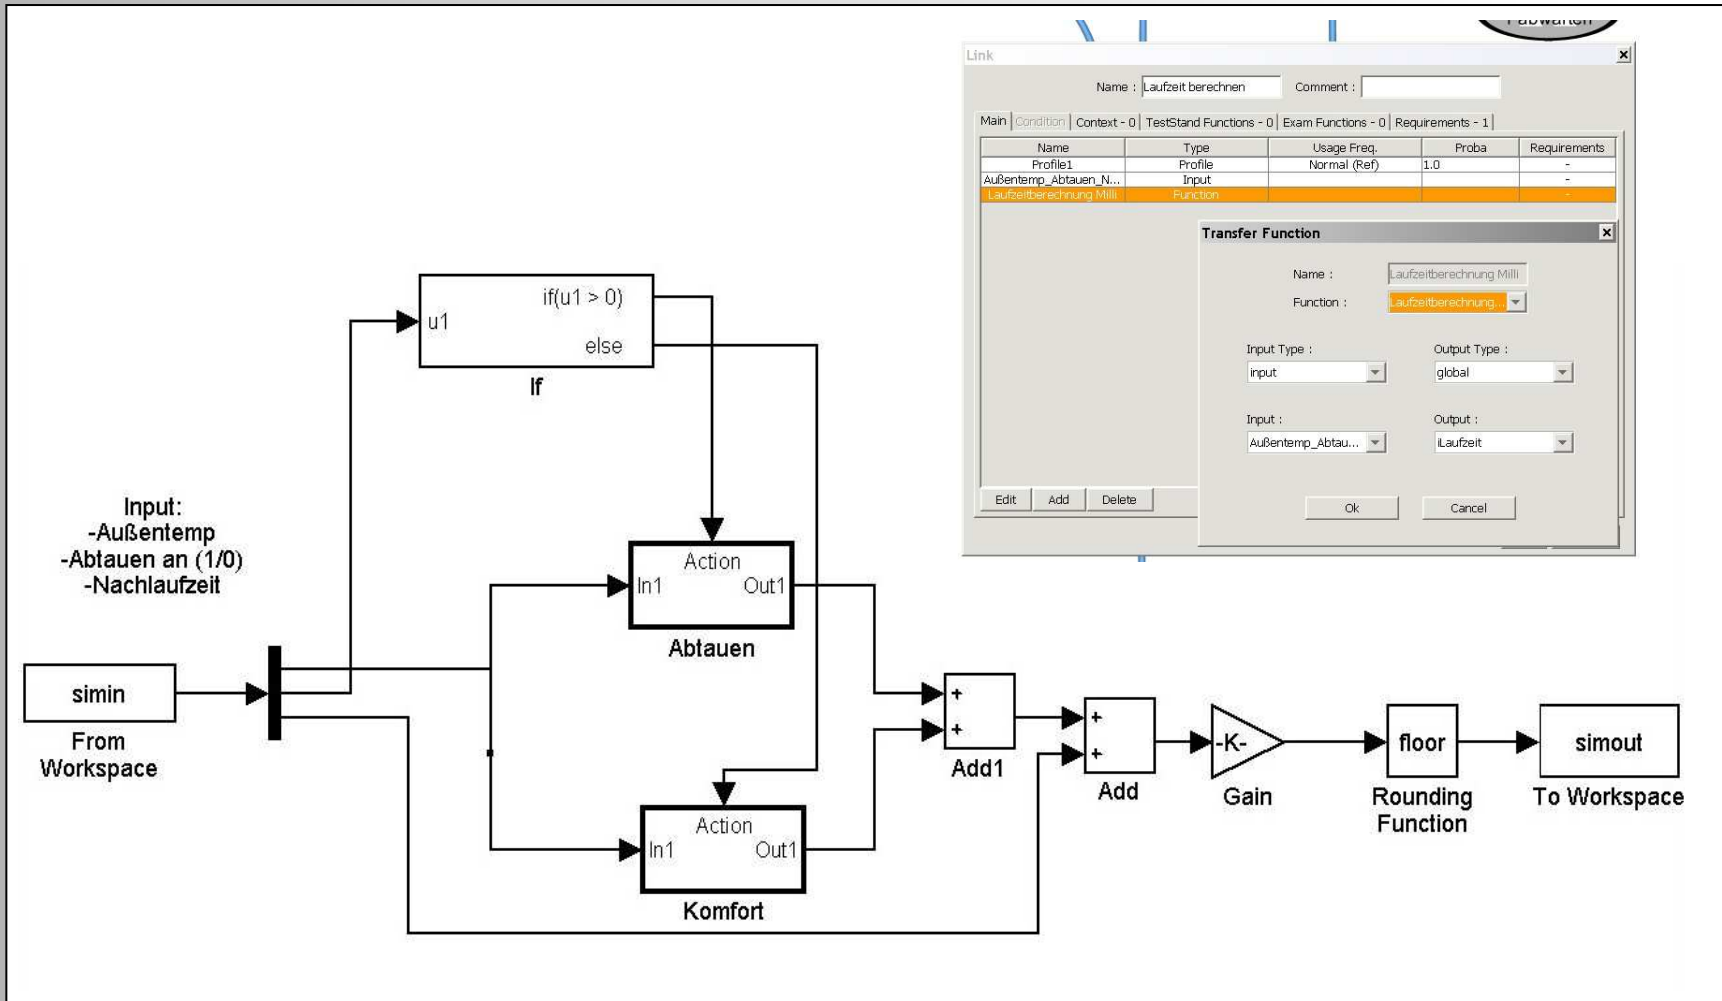 Link
Name : Laufzeit berechnen Comment :
Main Condition Context - 0 TestStand Functions - 0 Exam Functions - 0 Requirements - 1
Name Type Usage Freq. Proba Requirements
Profile1 Profile Normal (Ref) 1.0 -
Außentemp_Abtauen_N... Input -
Laufzeitberechnung Milli Function -
Transfer Function
Name : Laufzeitberechnung Milli
Function : Laufzeitberechnung...
Input Type : Output Type :
input global
Input : Output :
Außentemp_Abtau... iLaufzeit
Edit Add Delete
Ok Cancel
if(u1 > 0)
u1
else
If
Input:
-Außentemp
-Abtauen an (1/0)
-Nachlaufzeit
Action
In1 Out1
Abtauen
simin
From
Workspace
+
+
Add1
+
+
Add
-K-
Gain
floor
Rounding
Function
simout
To Workspace
Action
In1 Out1
Komfort